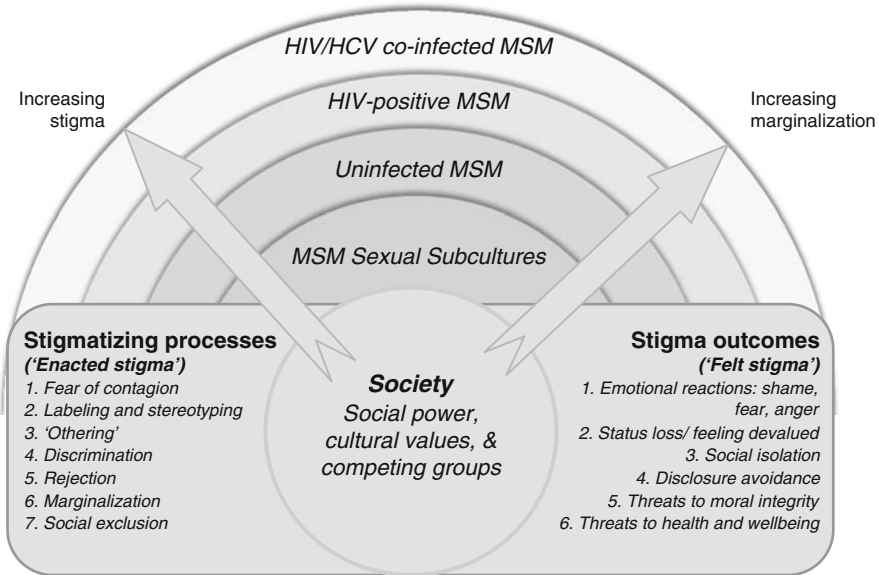 HIV/HCV co-infected MSM
HIV-positive MSM
Uninfected MSM
MSM Sexual Subcultures
Increasing
stigma
Increasing
marginalization
Stigmatizing processes
(‘Enacted stigma’)
1. Fear of contagion
2. Labeling and stereotyping
3. ‘Othering’
4. Discrimination
5. Rejection
6. Marginalization
7. Social exclusion
Society
Social power,
cultural values, &
competing groups
Stigma outcomes
(‘Felt stigma’)
1. Emotional reactions: shame,
fear, anger
2. Status loss/ feeling devalued
3. Social isolation
4. Disclosure avoidance
5. Threats to moral integrity
6. Threats to health and wellbeing